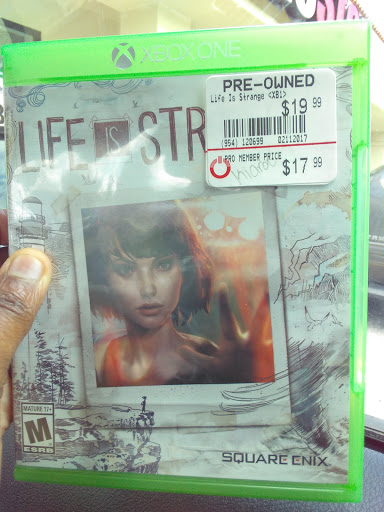 XBOX ONE
PRE-OWNED
Life Is Strange <XB1>
$19 99
(954) 120699 02112017
PRO MEMBER PRICE
$17 99
LIFE IS STR
MATURE 17+
M
ESRB
SQUARE ENIX